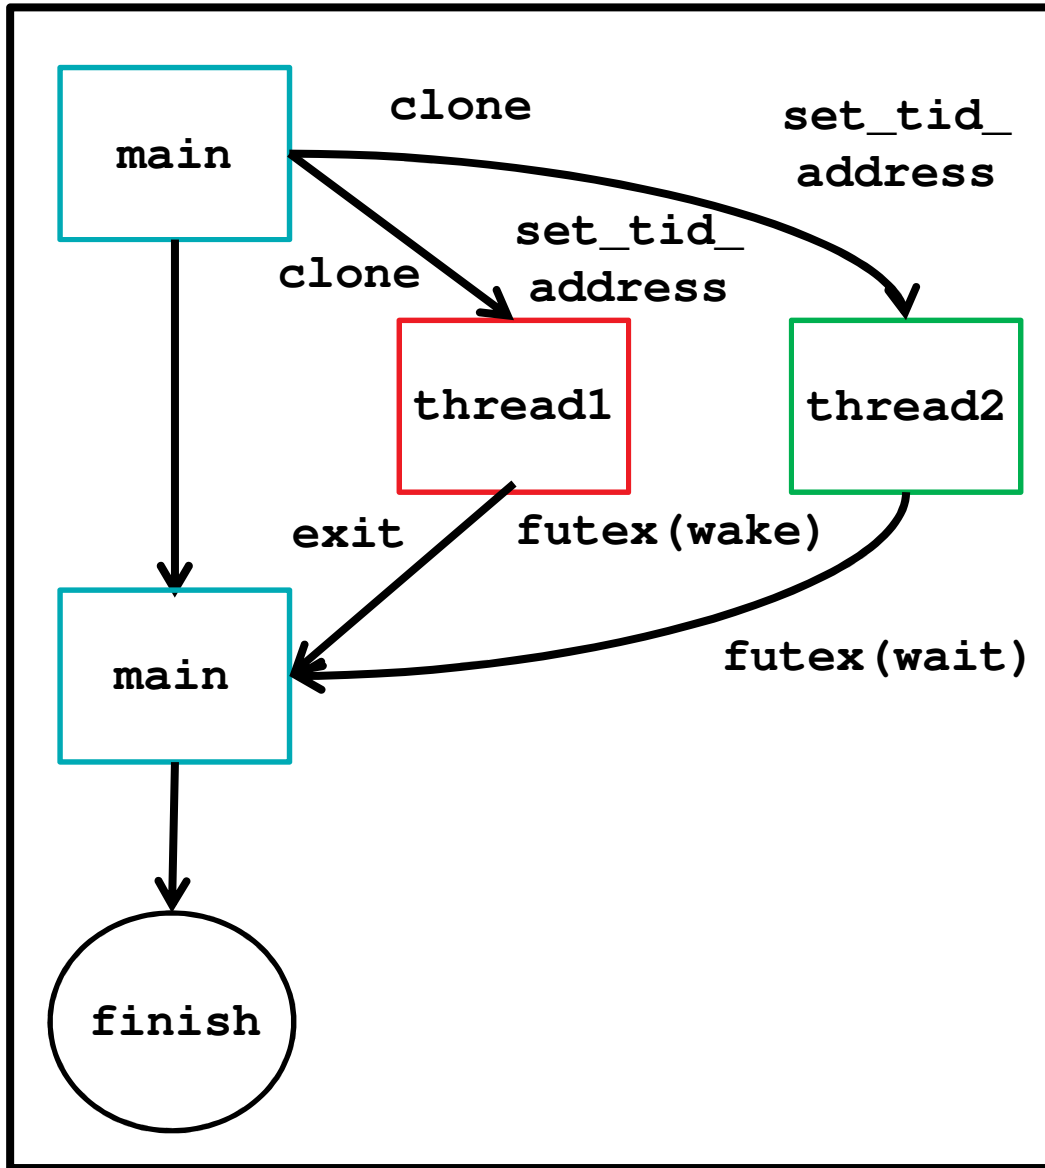 clone
set_tid_
address
main
set_tid_
address
clone
thread1
thread2
exit
futex(wake)
futex(wait)
main
finish